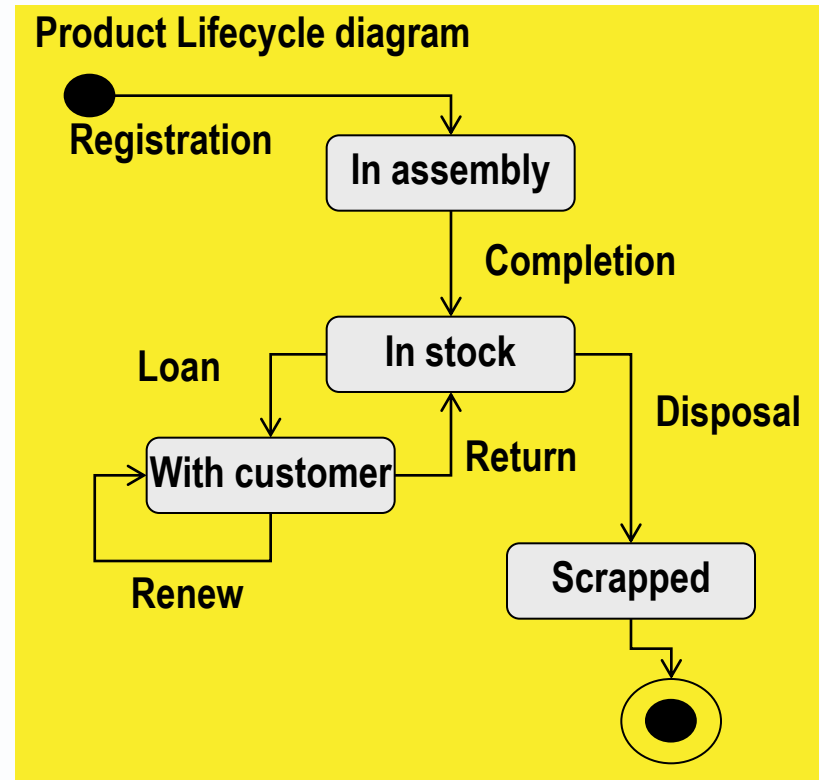 Product Lifecycle diagram
Registration
In assembly
Completion
In stock
Loan
Disposal
With customer
Return
Renew
Scrapped